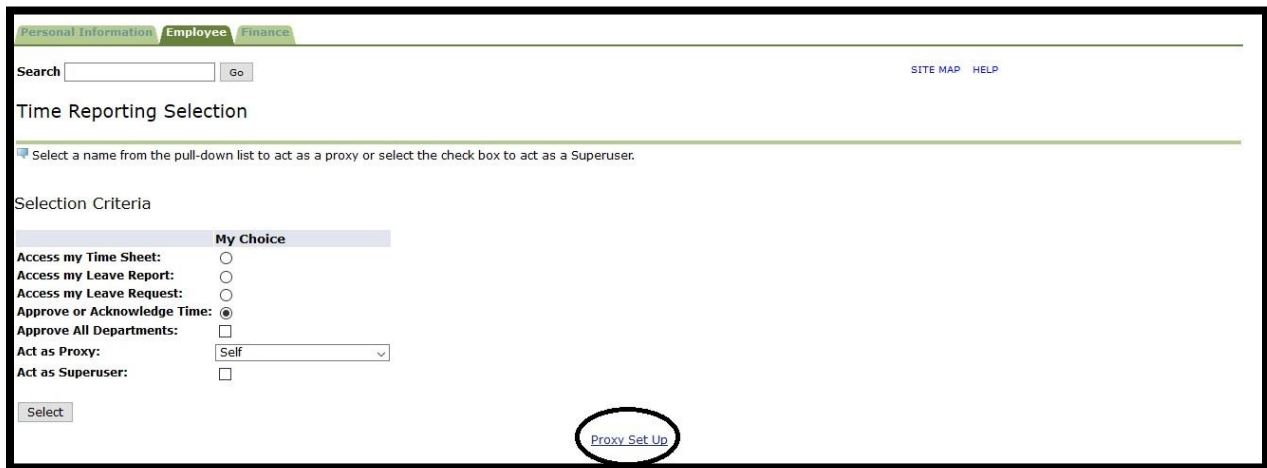 Personal Information Employee Finance
Search Go SITE MAP HELP
Time Reporting Selection
Select a name from the pull-down list to act as a proxy or select the check box to act as a Superuser.
Selection Criteria
My Choice
Access my Time Sheet:
Access my Leave Report:
Access my Leave Request:
Approve or Acknowledge Time:
Approve All Departments:
Act as Proxy: Self
Act as Superuser:
Select
Proxy Set Up